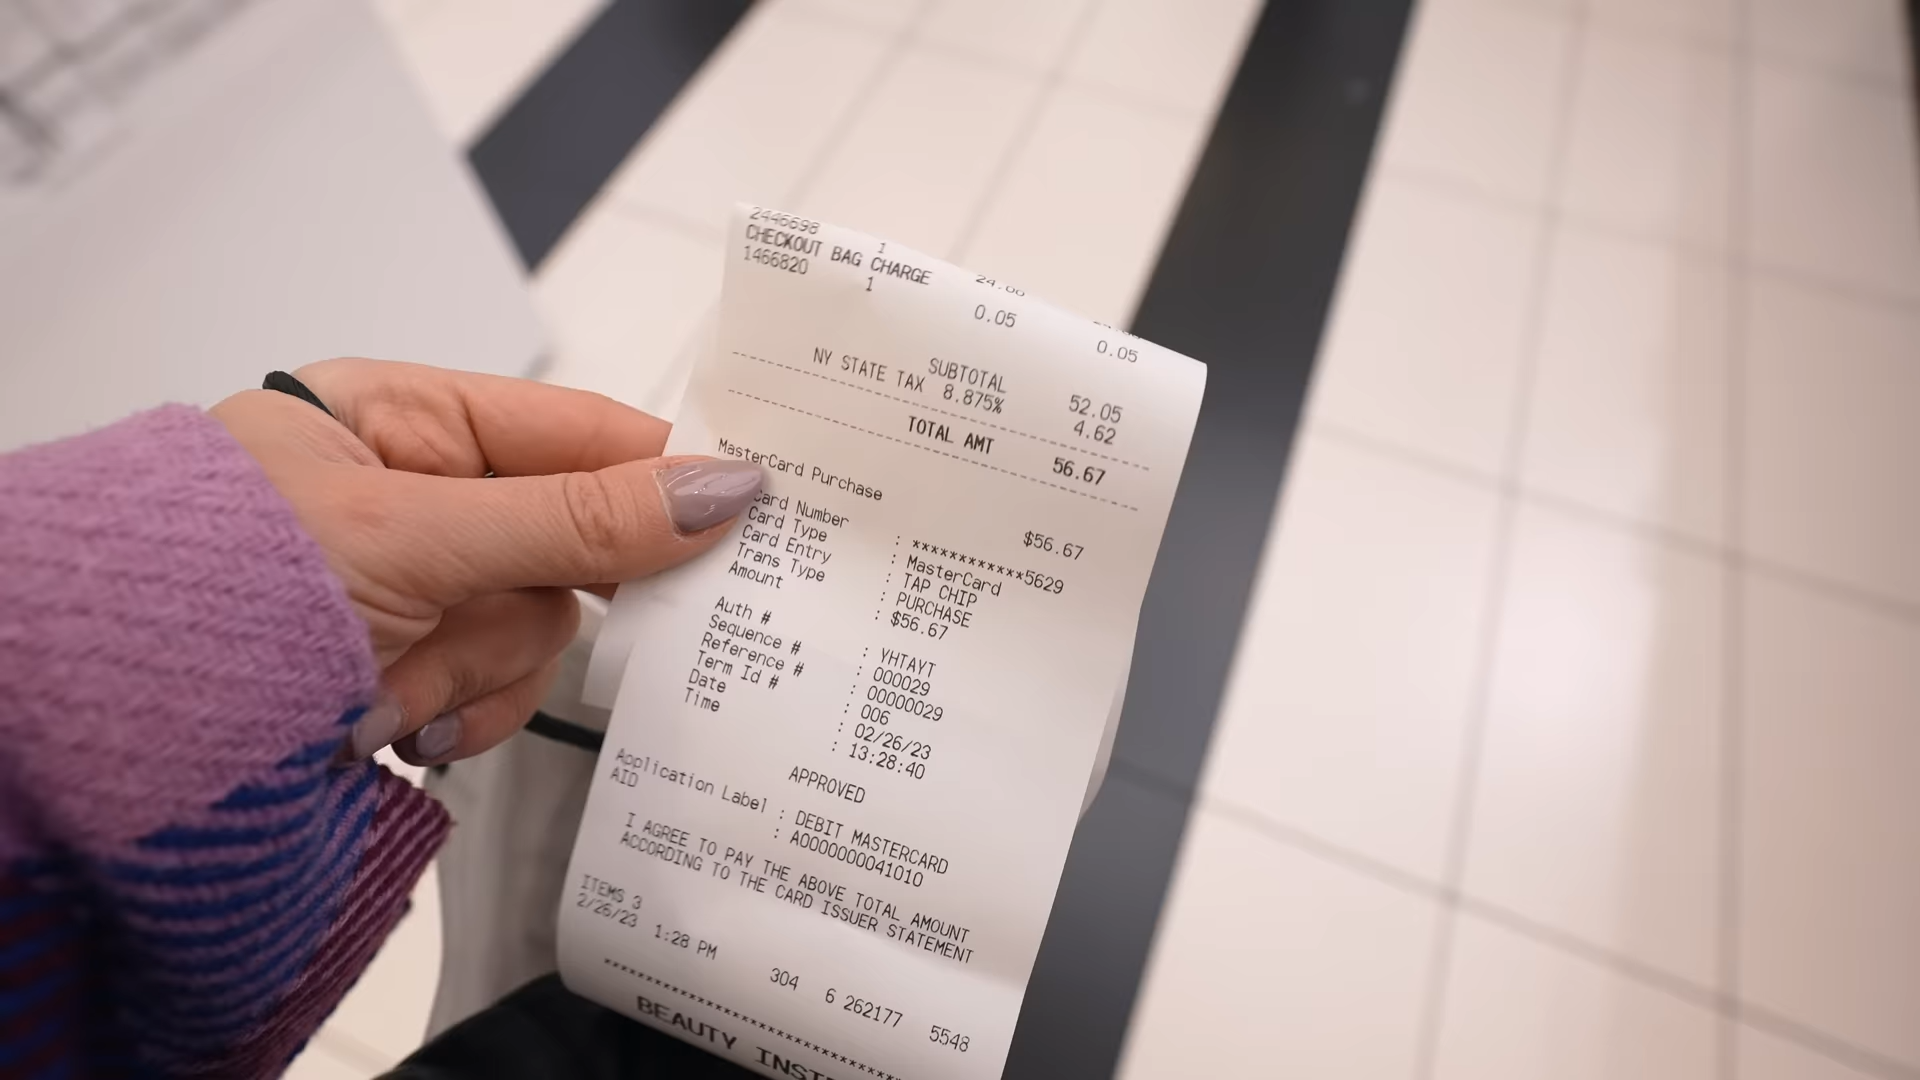 2446698 1 24.00
CHECKOUT BAG CHARGE
1466820 1 0.05 0.05
SUBTOTAL 52.05
NY STATE TAX 8.875% 4.62
TOTAL AMT 56.67
MasterCard Purchase
$56.67
Card Number : ************5629
Card Type : MasterCard
Card Entry : TAP CHIP
Trans Type : PURCHASE
Amount : $56.67
Auth # : YHTAYT
Sequence # : 000029
Reference # : 00000029
Term Id # : 006
Date : 02/26/23
Time : 13:28:40
APPROVED
Application Label : DEBIT MASTERCARD
AID : A0000000041010
I AGREE TO PAY THE ABOVE TOTAL AMOUNT
ACCORDING TO THE CARD ISSUER STATEMENT
ITEMS 3
2/26/23 1:28 PM 304 6 262177 5548
BEAUTY